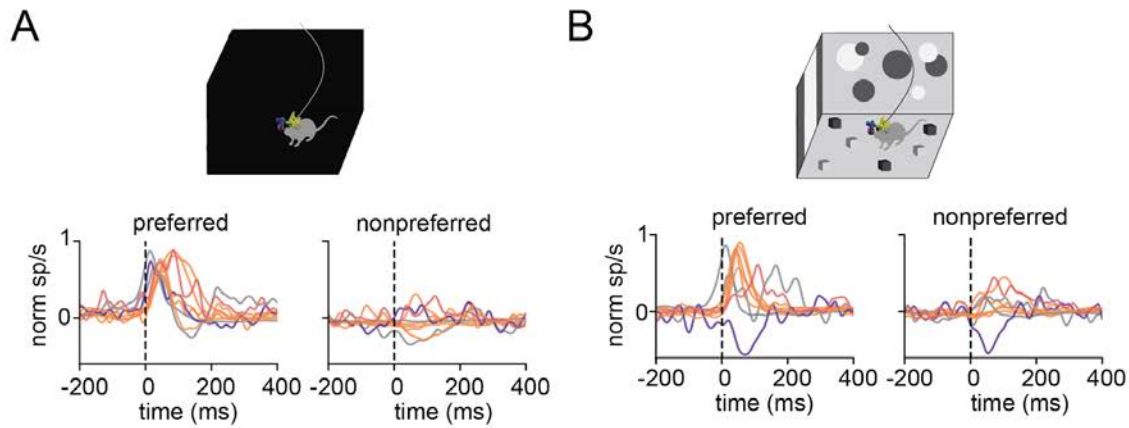 A
preferred
nonpreferred
norm sp/s
1
0
-200 0 200 400
-200 0 200 400
time (ms)
time (ms)
B
preferred
nonpreferred
norm sp/s
1
0
-200 0 200 400
-200 0 200 400
time (ms)
time (ms)